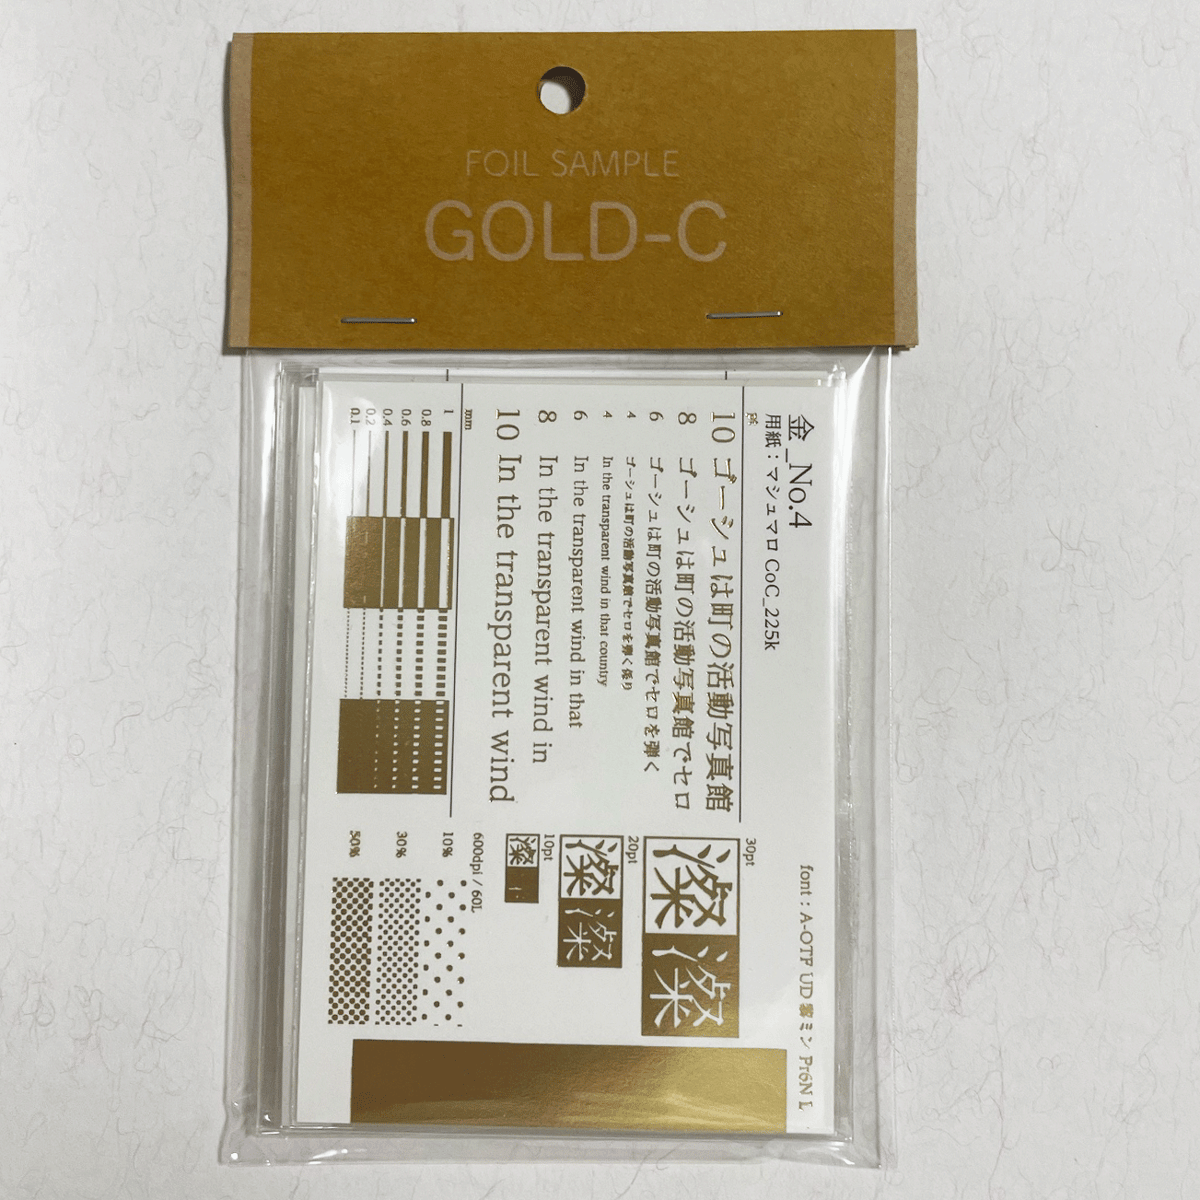 FOIL SAMPLE
GOLD-C
金_No.4
用紙：マシュマロ CoC_225k
font : A-OTF UD 黎ミン Pr6N L
pt.
10 ゴーシュは町の活動写真館
8 ゴーシュは町の活動写真館でセロ
6 ゴーシュは町の活動写真館でセロを弾く
4 ゴーシュは町の活動写真館でセロを弾く係り
4 In the transparent wind in that country
6 In the transparent wind in that
8 In the transparent wind in
10 In the transparent wind
30pt
燦
燦
20pt
燦
燦
10pt
燦
mm
1
0.8
0.6
0.4
0.2
0.1
600dpi / 60L
10%
30%
50%